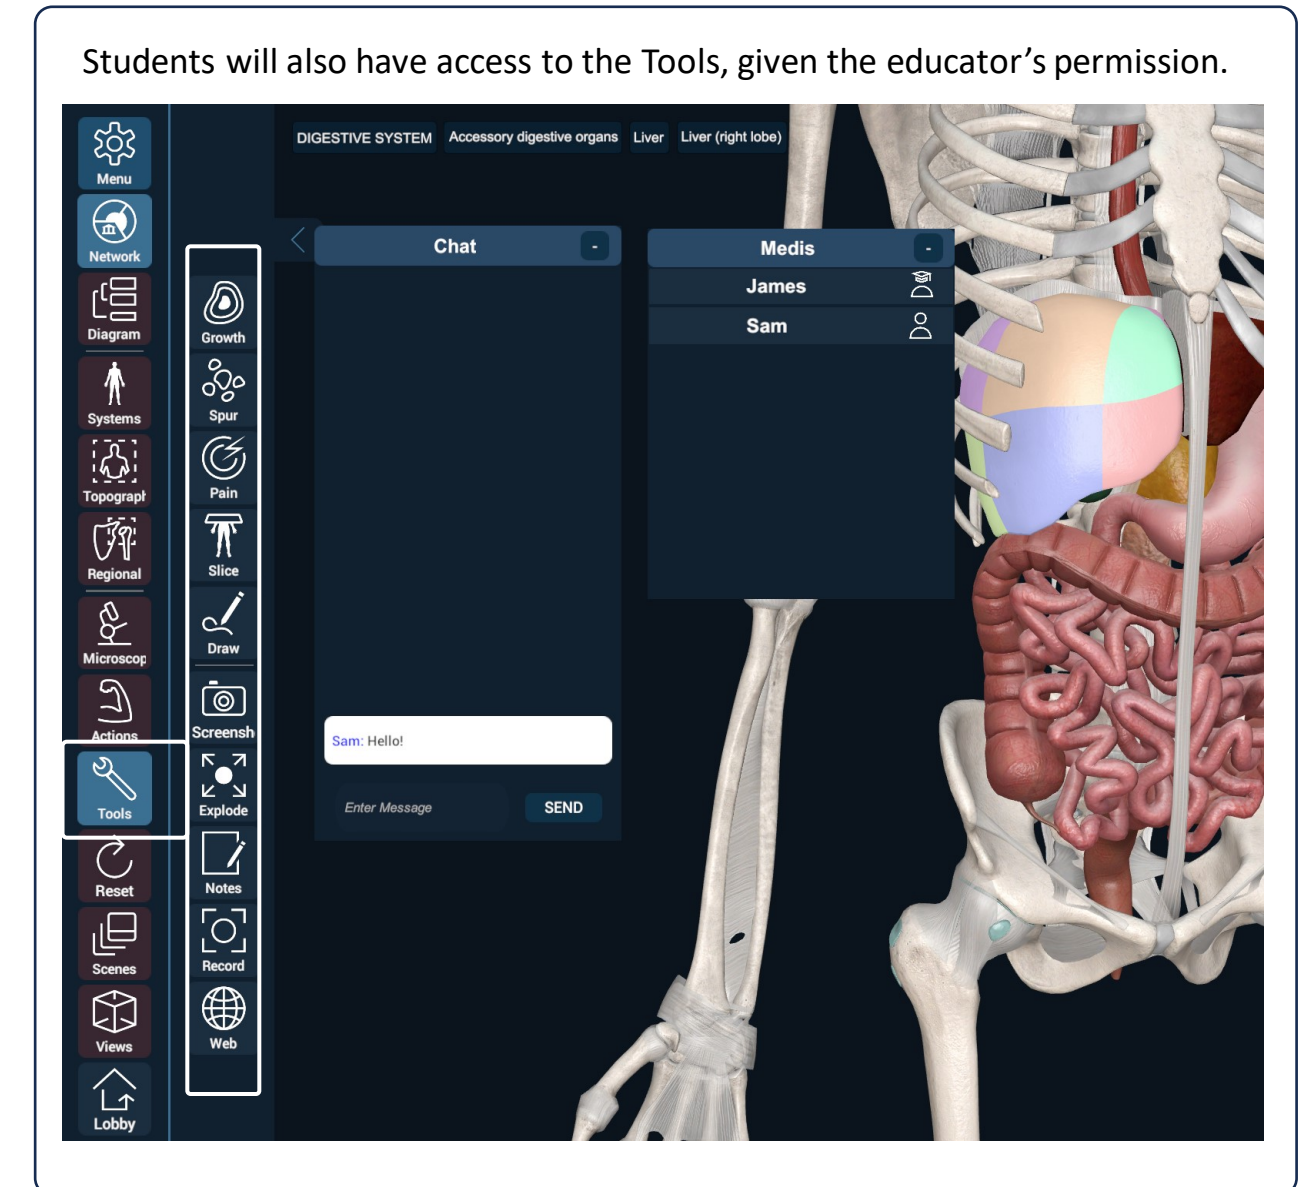 Students will also have access to the Tools, given the educator's permission.
Menu
Network
Diagram
Systems
Topograph
Regional
Microscop
Actions
Tools
Reset
Scenes
Views
Lobby
Growth
Spur
Pain
Slice
Draw
Screensh
Explode
Notes
Record
Web
DIGESTIVE SYSTEM Accessory digestive organs Liver Liver (right lobe)
Chat -
Sam: Hello!
Enter Message SEND
Medis -
James
Sam